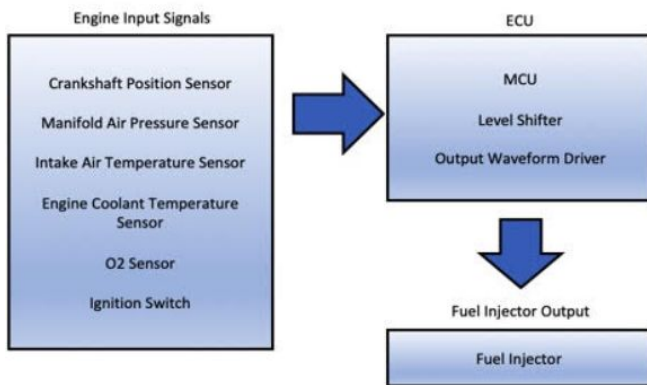 Engine Input Signals
Crankshaft Position Sensor
Manifold Air Pressure Sensor
Intake Air Temperature Sensor
Engine Coolant Temperature
Sensor
O2 Sensor
Ignition Switch
ECU
MCU
Level Shifter
Output Waveform Driver
Fuel Injector Output
Fuel Injector